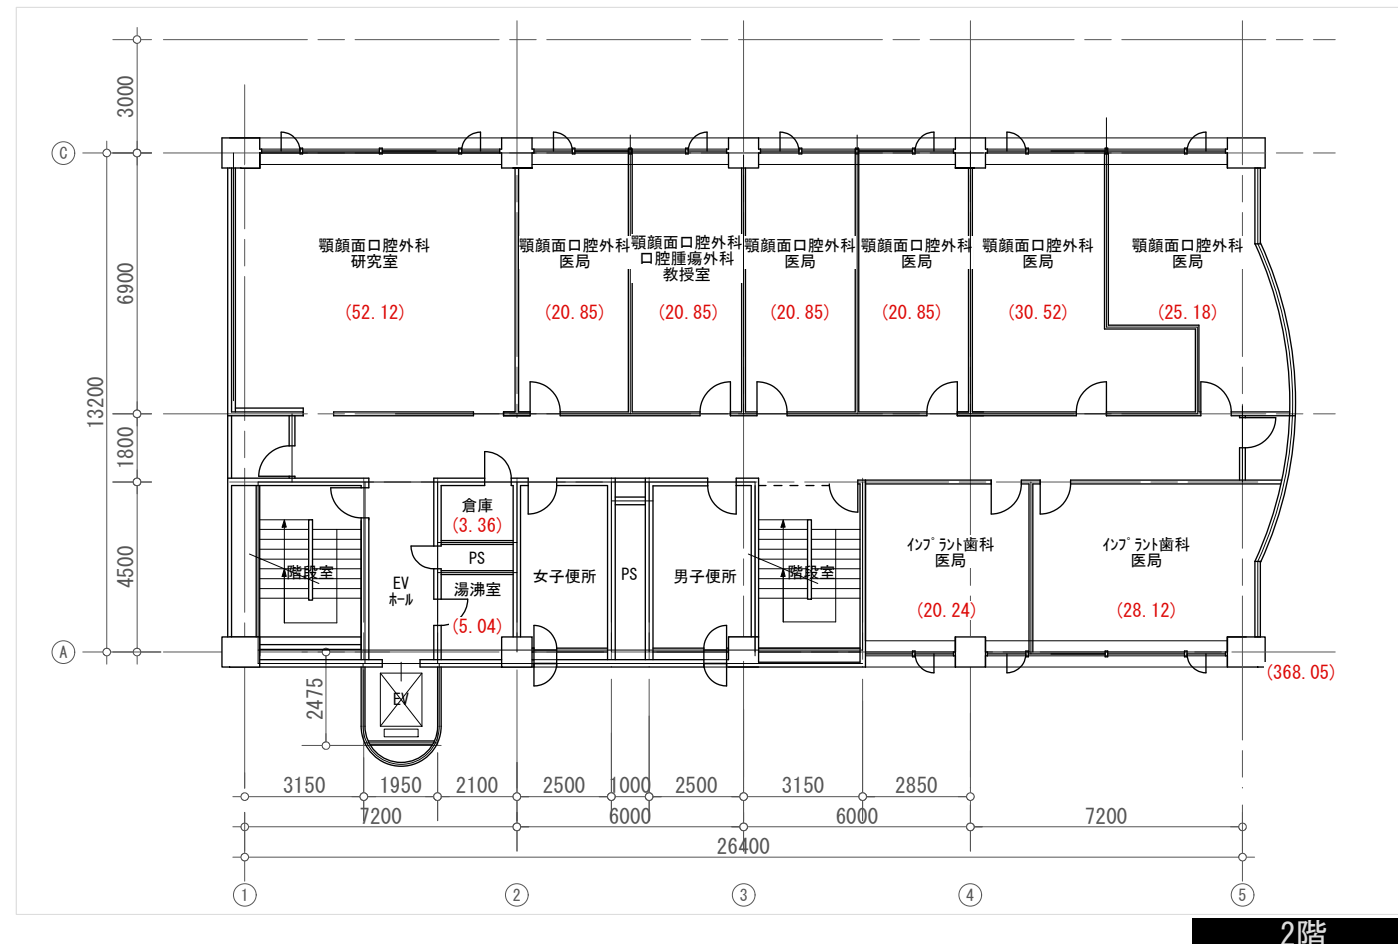 3000
C
6900
13200
1800
4500
A
2475
顎顔面口腔外科
研究室
(52.12)
顎顔面口腔外科
医局
(20.85)
顎顔面口腔外科
口腔腫瘍外科
教授室
(20.85)
顎顔面口腔外科
医局
(20.85)
顎顔面口腔外科
医局
(20.85)
顎顔面口腔外科
医局
(30.52)
顎顔面口腔外科
医局
(25.18)
階段室
EV
ホール
倉庫
(3.36)
PS
湯沸室
(5.04)
女子便所
PS
男子便所
階段室
インプラント歯科
医局
(20.24)
インプラント歯科
医局
(28.12)
(368.05)
EV
3150
1950
2100
2500
1000
2500
3150
2850
7200
6000
6000
7200
26400
1
2
3
4
5
2階